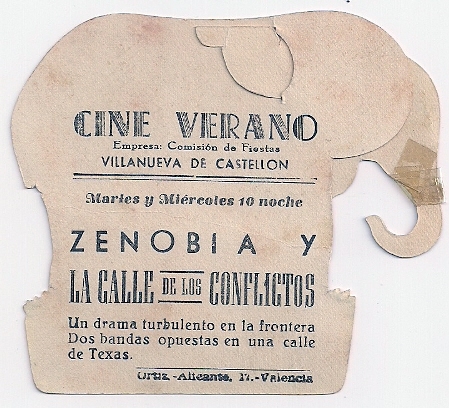 CINE VERANO
Empresa: Comisión de Fiestas
VILLANUEVA DE CASTELLON
Martes y Miércoles 10 noche
ZENOBIA Y
LA CALLE DE LOS CONFLICTOS
Un drama turbulento en la frontera
Dos bandas opuestas en una calle
de Texas.
Ortiz.-Alicante, 17.-Valencia